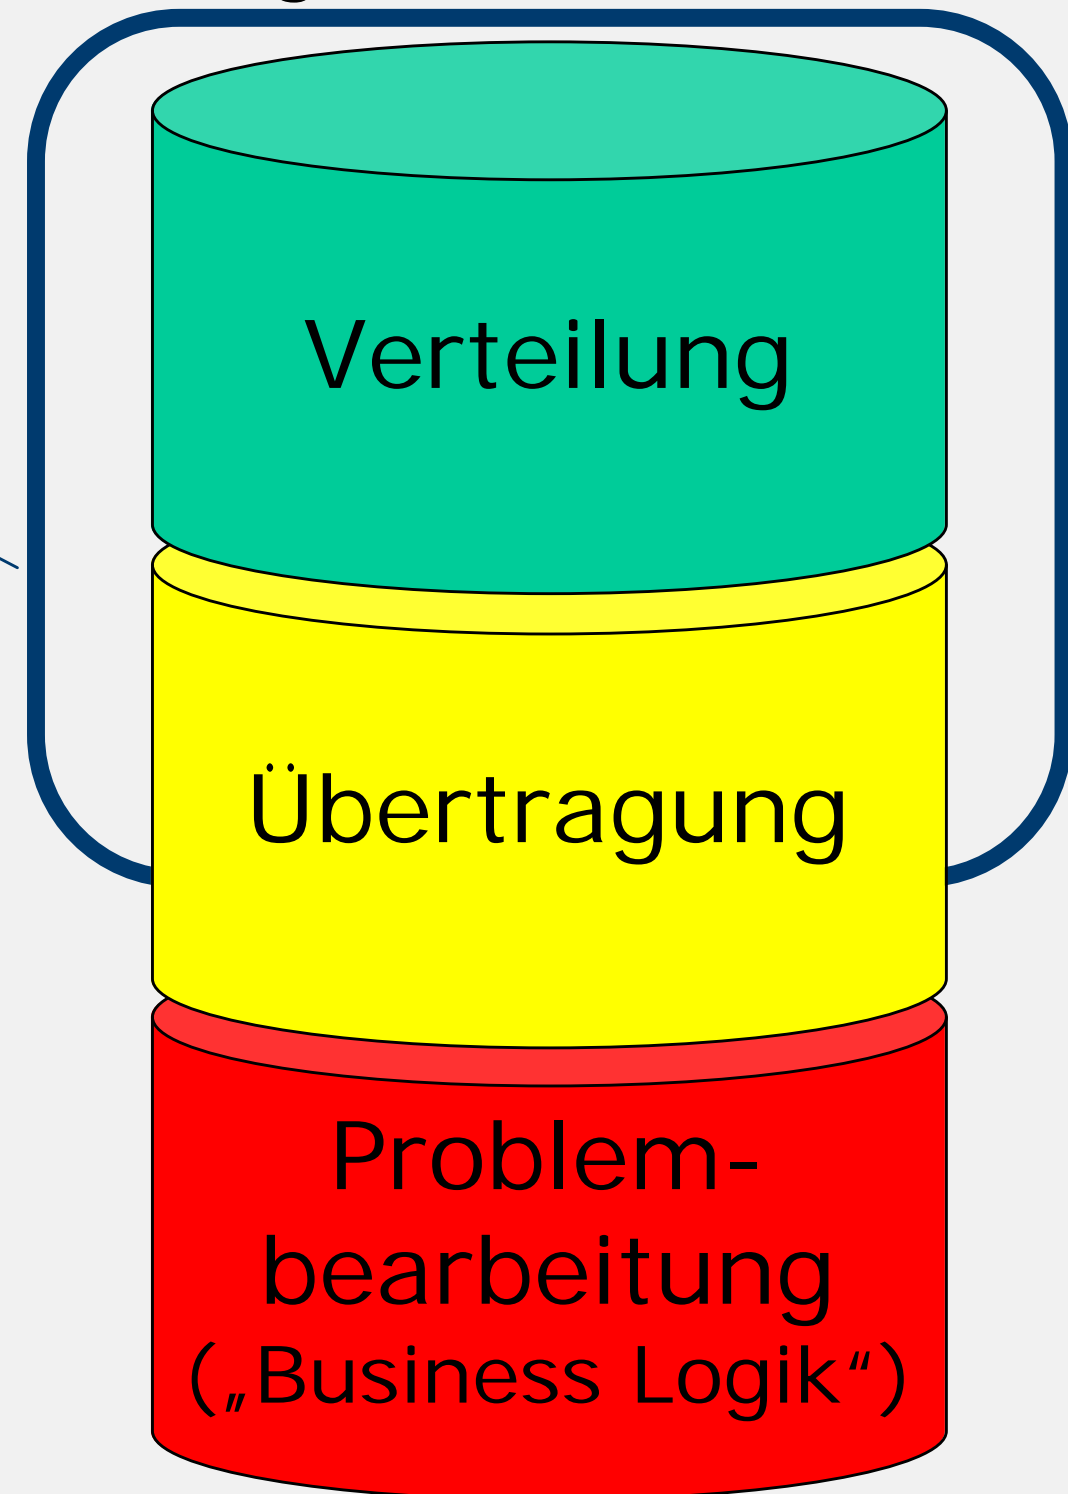 Verteilung
Übertragung
Problem-
bearbeitung
(„Business Logik“)